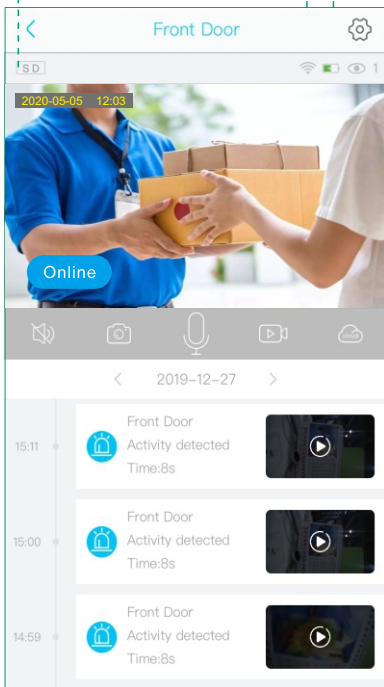 Front Door
SD
1
2020-05-05 12:03
Online
cloud
2019-12-27
15:11
Front Door
Activity detected
Time:8s
15:00
Front Door
Activity detected
Time:8s
14:59
Front Door
Activity detected
Time:8s